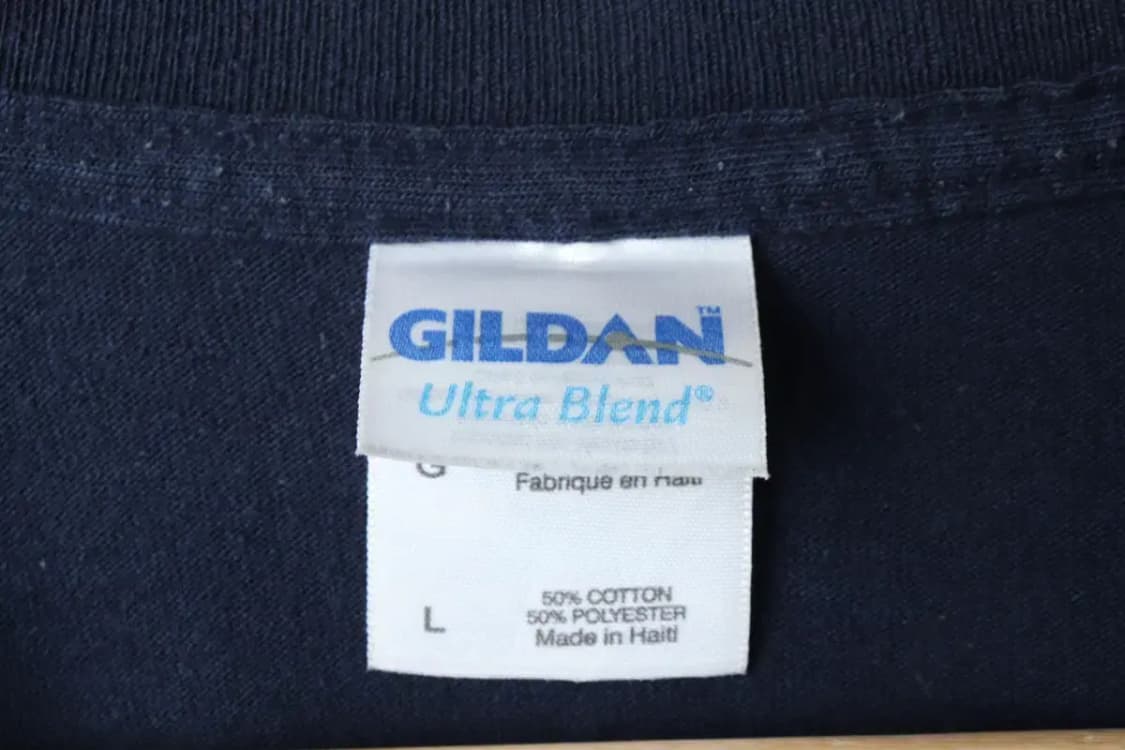 GILDAN™
Ultra Blend®
G
Fabrique en Haiti
L
50% COTTON
50% POLYESTER
Made in Haiti